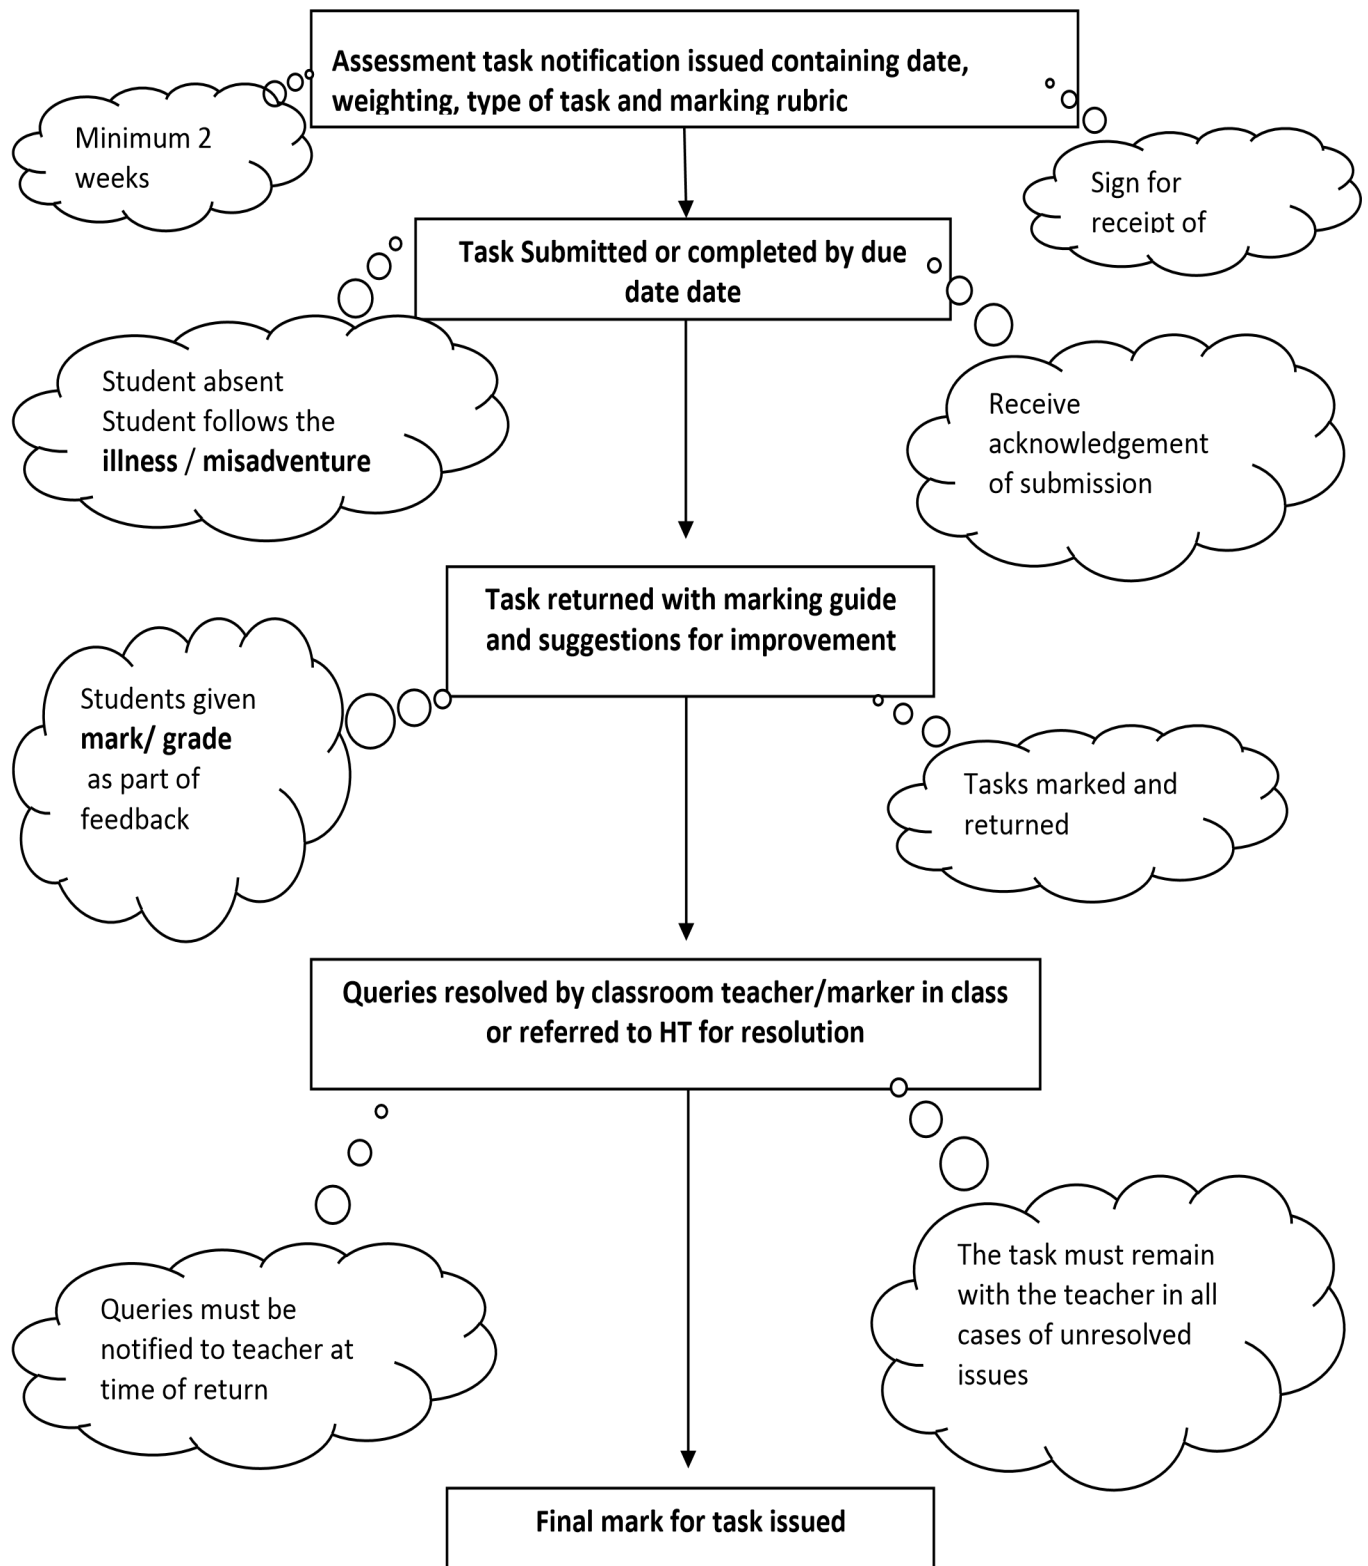 Assessment task notification issued containing date,
weighting, type of task and marking rubric
Minimum 2
weeks
Sign for
receipt of
Task Submitted or completed by due
date date
Student absent
Student follows the
illness / misadventure
Receive
acknowledgement
of submission
Task returned with marking guide
and suggestions for improvement
Students given
mark/ grade
as part of
feedback
Tasks marked and
returned
Queries resolved by classroom teacher/marker in class
or referred to HT for resolution
Queries must be
notified to teacher at
time of return
The task must remain
with the teacher in all
cases of unresolved
issues
Final mark for task issued